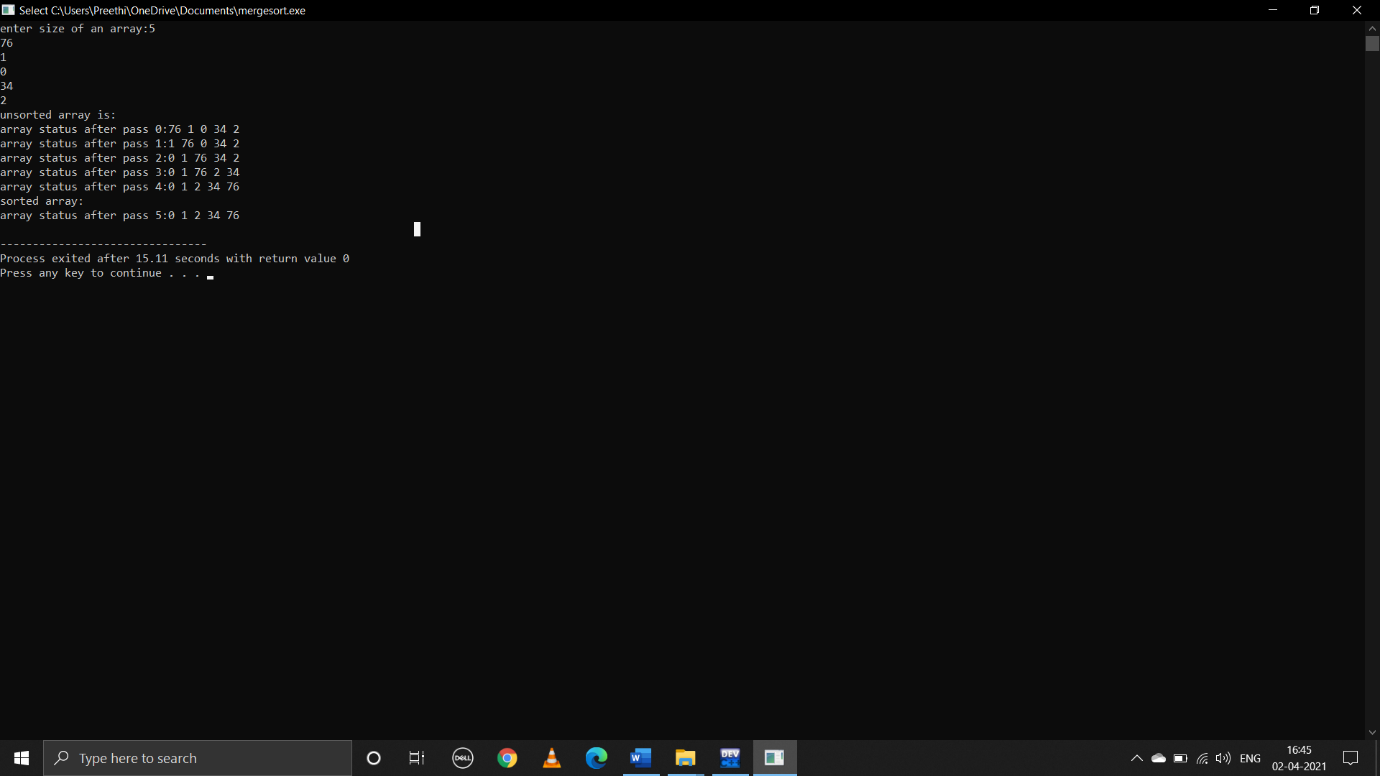 Select C:\Users\Preethi\OneDrive\Documents\mergesort.exe
enter size of an array:5
76
1
0
34
2
unsorted array is:
array status after pass 0:76 1 0 34 2
array status after pass 1:1 76 0 34 2
array status after pass 2:0 1 76 34 2
array status after pass 3:0 1 76 2 34
array status after pass 4:0 1 2 34 76
sorted array:
array status after pass 5:0 1 2 34 76
--------------------------------
Process exited after 15.11 seconds with return value 0
Press any key to continue . . .
Type here to search
DELL
W
DEV
C++
ENG
16:45
02-04-2021